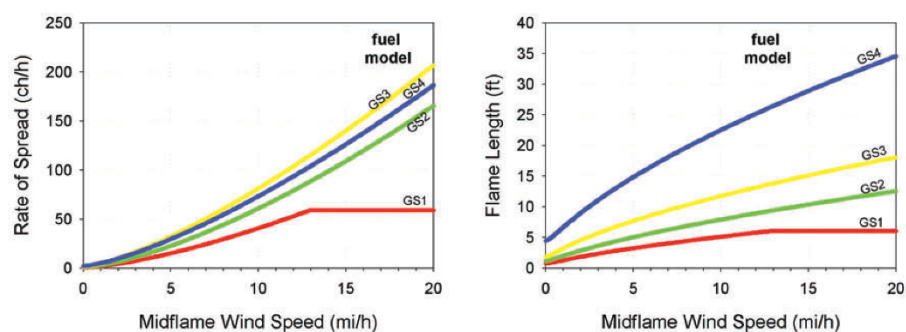 250
200
150
100
50
0
Rate of Spread (ch/h)
fuel
model
GS3
GS4
GS2
GS1
0 5 10 15 20
Midflame Wind Speed (mi/h)
40
35
30
25
20
15
10
5
0
Flame Length (ft)
fuel
model
GS4
GS3
GS2
GS1
0 5 10 15 20
Midflame Wind Speed (mi/h)